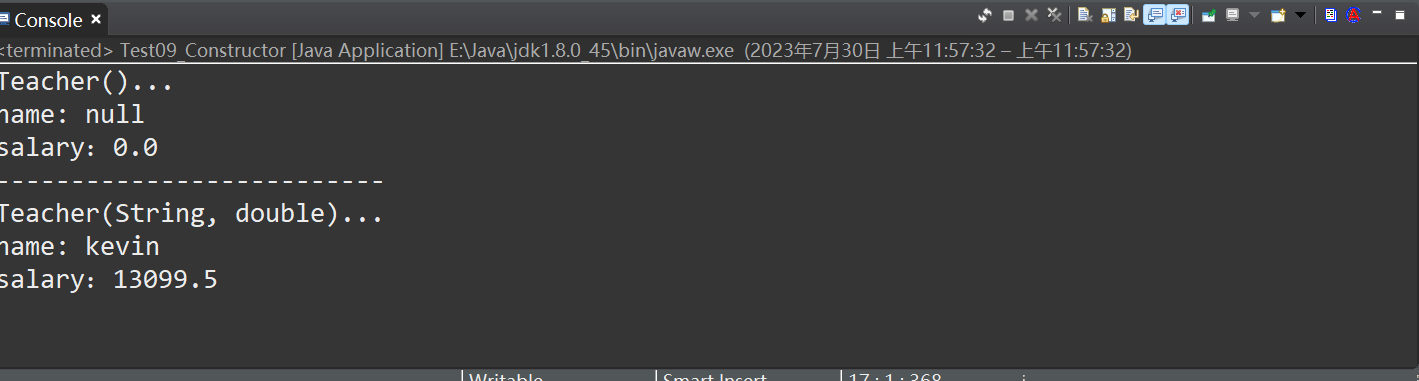 Console
<terminated> Test09_Constructor [Java Application] E:\Java\jdk1.8.0_45\bin\javaw.exe (2023年7月30日 上午11:57:32 – 上午11:57:32)
Teacher()...
name: null
salary：0.0
---------------------------
Teacher(String, double)...
name: kevin
salary：13099.5
Writable Smart Insert 17 : 1 : 368